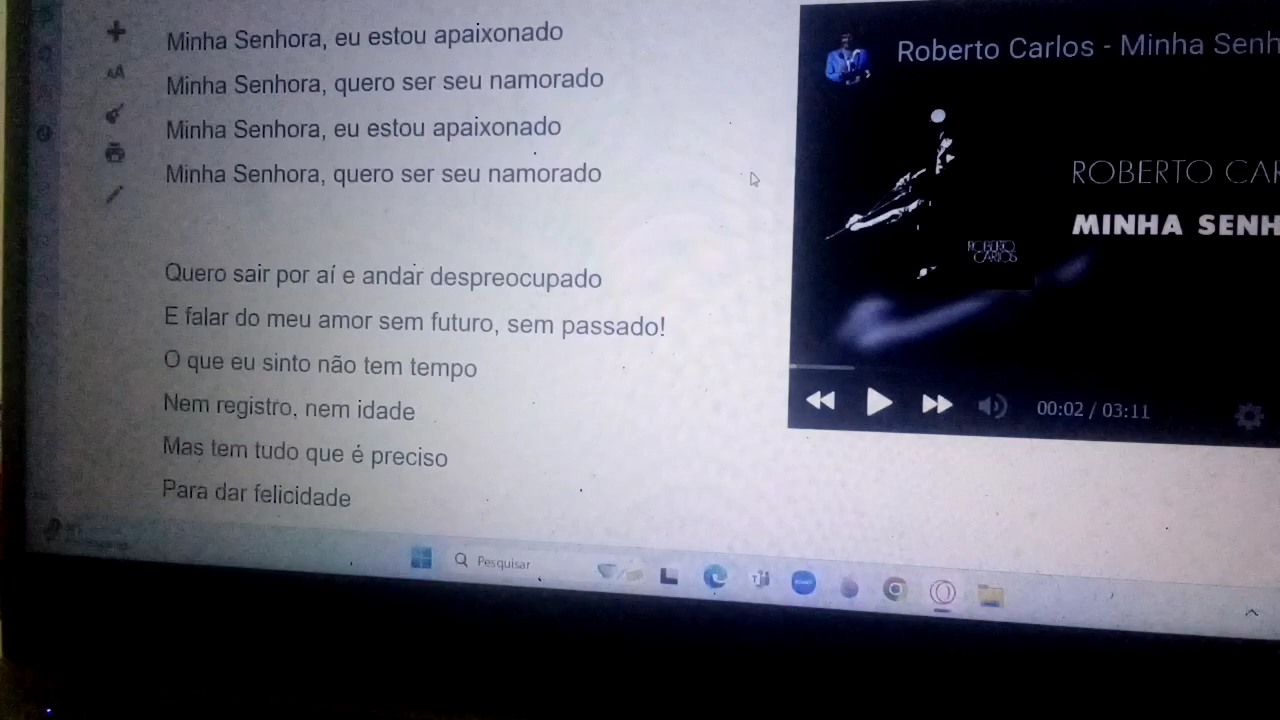 Minha Senhora, eu estou apaixonado
Minha Senhora, quero ser seu namorado
Minha Senhora, eu estou apaixonado
Minha Senhora, quero ser seu namorado
Quero sair por aí e andar despreocupado
E falar do meu amor sem futuro, sem passado!
O que eu sinto não tem tempo
Nem registro, nem idade
Mas tem tudo que é preciso
Para dar felicidade
Roberto Carlos - Minha Senh
ROBERTO CAR
MINHA SENH
ROBERTO
CARLOS
00:02 / 03:11
Pesquisar